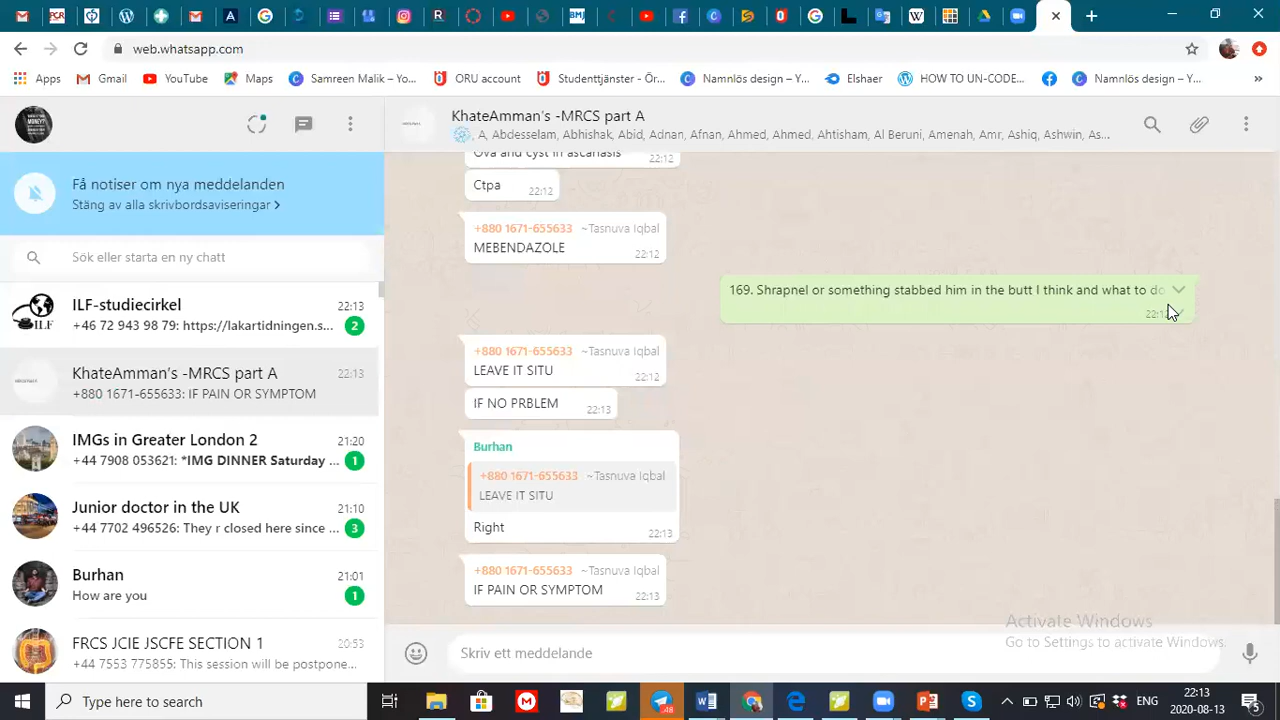 web.whatsapp.com
Apps
Gmail
YouTube
Maps
Samreen Malik – Yo...
ORU account
Studenttjänster - Ör...
Namnlös design – Y...
Elshaer
HOW TO UN-CODE...
Namnlös design – Y...
»
KhateAmman's -MRCS part A
A, Abdesselam, Abhishak, Abid, Adnan, Afnan, Ahmed, Ahmed, Ahtisham, Al Beruni, Amenah, Amr, Ashiq, Ashwin, As...
Få notiser om nya meddelanden
Stäng av alla skrivbordsaviseringar >
Sök eller starta en ny chatt
ILF-studiecirkel 22:13
+46 72 943 98 79: https://lakartidningen.s... 2
KhateAmman's -MRCS part A 22:13
+880 1671-655633: IF PAIN OR SYMPTOM
IMGs in Greater London 2 21:20
+44 7908 053621: *IMG DINNER Saturday ... 1
Junior doctor in the UK 21:10
+44 7702 496526: They r closed here since ... 3
Burhan 21:01
How are you 1
FRCS JCIE JSCFE SECTION 1 20:53
+44 7553 775855: This session will be postpone...
Ova and cyst in ascariasis 22:12
Ctpa 22:12
+880 1671-655633 ~Tasnuva Iqbal
MEBENDAZOLE 22:12
169. Shrapnel or something stabbed him in the butt I think and what to do
+880 1671-655633 ~Tasnuva Iqbal
LEAVE IT SITU 22:12
IF NO PRBLEM 22:13
Burhan
+880 1671-655633 ~Tasnuva Iqbal
LEAVE IT SITU
Right 22:13
+880 1671-655633 ~Tasnuva Iqbal
IF PAIN OR SYMPTOM 22:13
Activate Windows
Go to Settings to activate Windows.
Skriv ett meddelande
Type here to search
ENG
22:13
2020-08-13